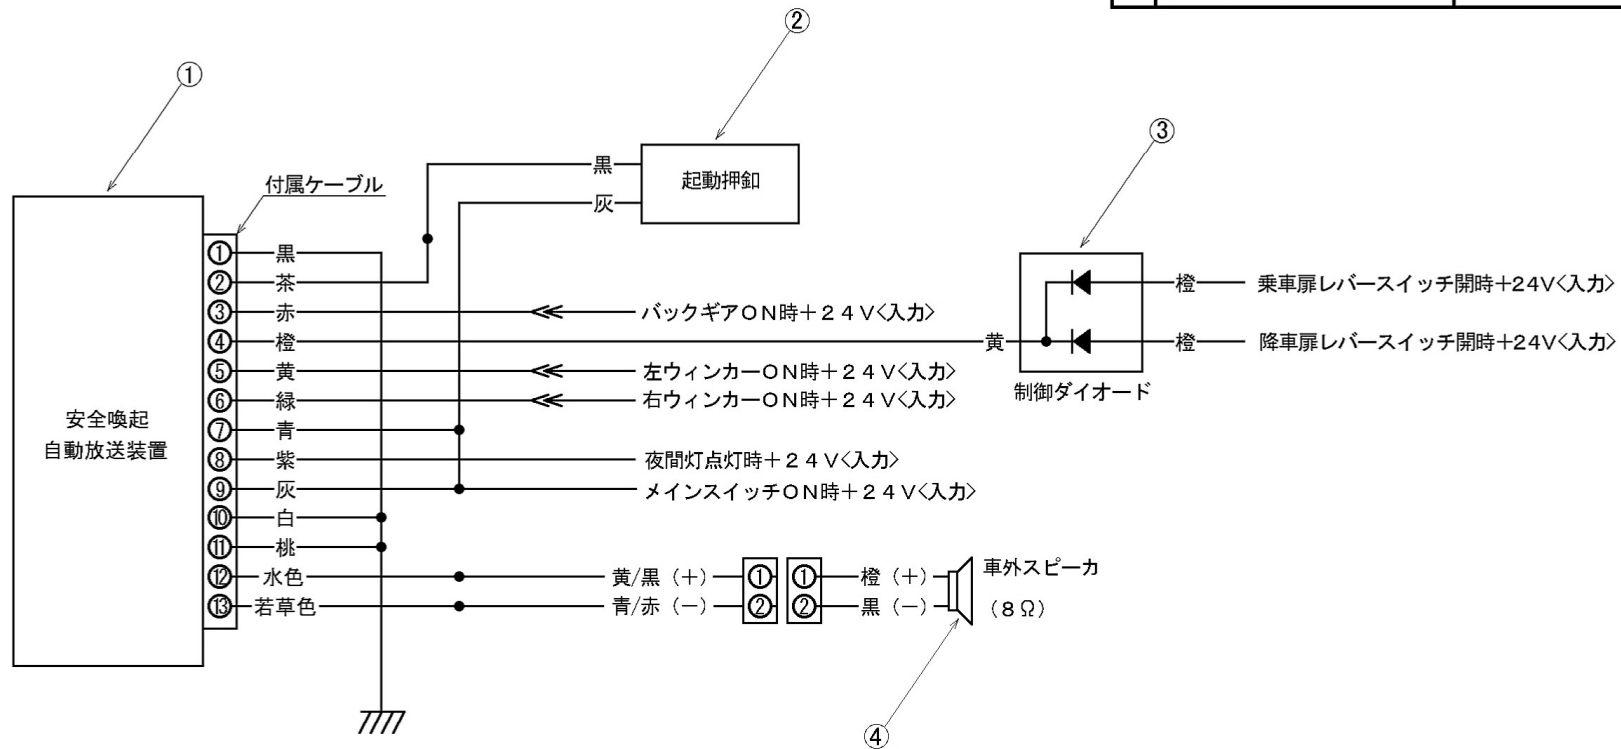 ②
①
③
付属ケーブル
黒
起動押釦
灰
①黒
②茶
③赤 バックギアON時+24V<入力>
④橙 黄
⑤黄 左ウィンカーON時+24V<入力>
⑥緑 右ウィンカーON時+24V<入力>
⑦青
⑧紫 夜間灯点灯時+24V<入力>
⑨灰 メインスイッチON時+24V<入力>
⑩白
⑪桃
⑫水色 黄/黒(+) ① ① 橙(+)
⑬若草色 青/赤(-) ② ② 黒(-)
安全喚起
自動放送装置
橙 乗車扉レバースイッチ開時+24V<入力>
橙 降車扉レバースイッチ開時+24V<入力>
制御ダイオード
車外スピーカ
(8Ω)
④